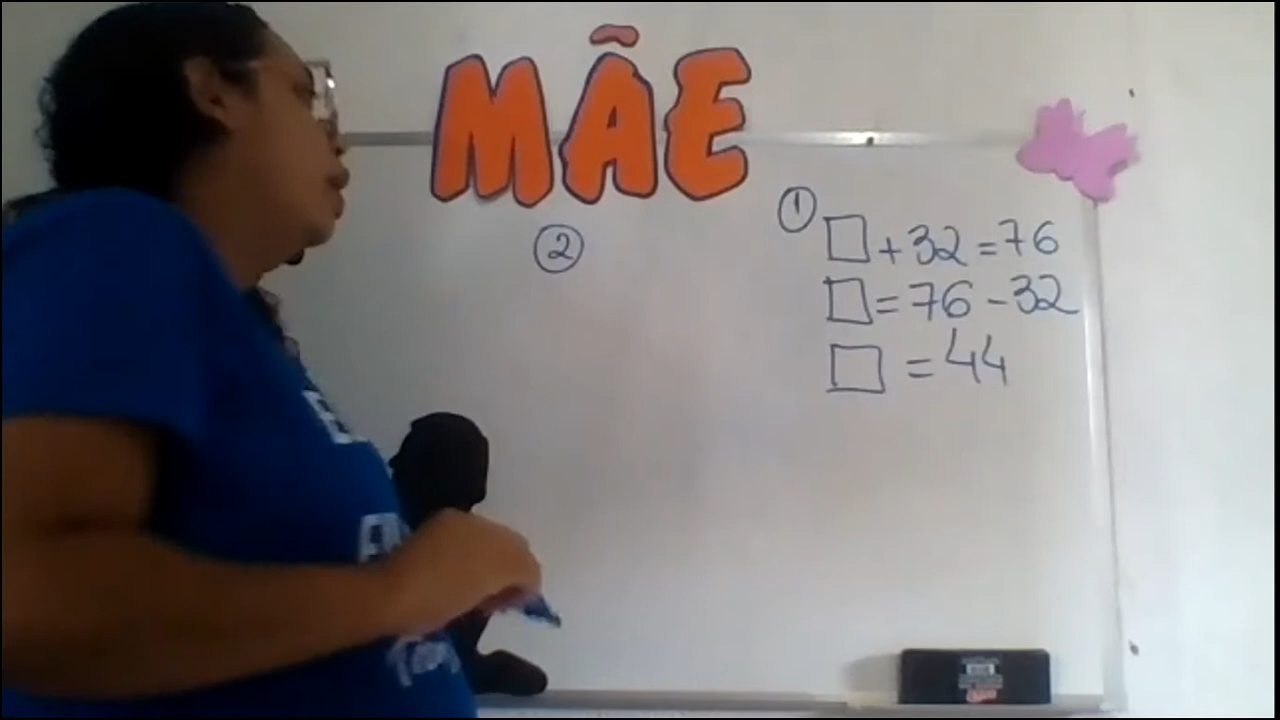 MÃE
① □ + 32 = 76
□ = 76 - 32
□ = 44
②